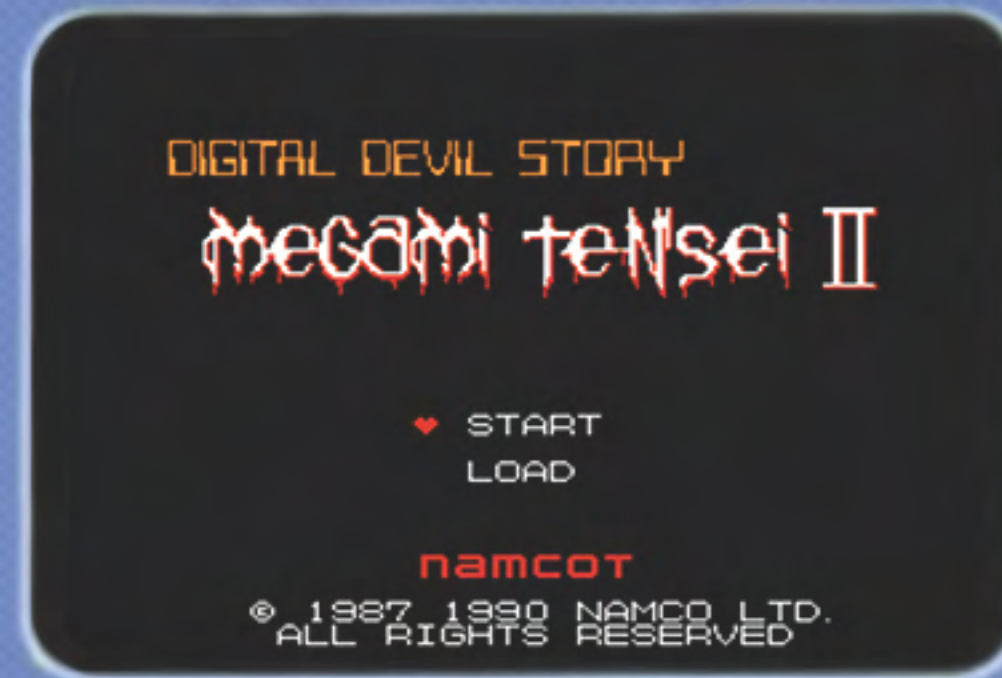 DIGITAL DEVIL STORY
MEGAMI TENSEI II
START
LOAD
namcoT
© 1987 1990 NAMCO LTD.
ALL RIGHTS RESERVED